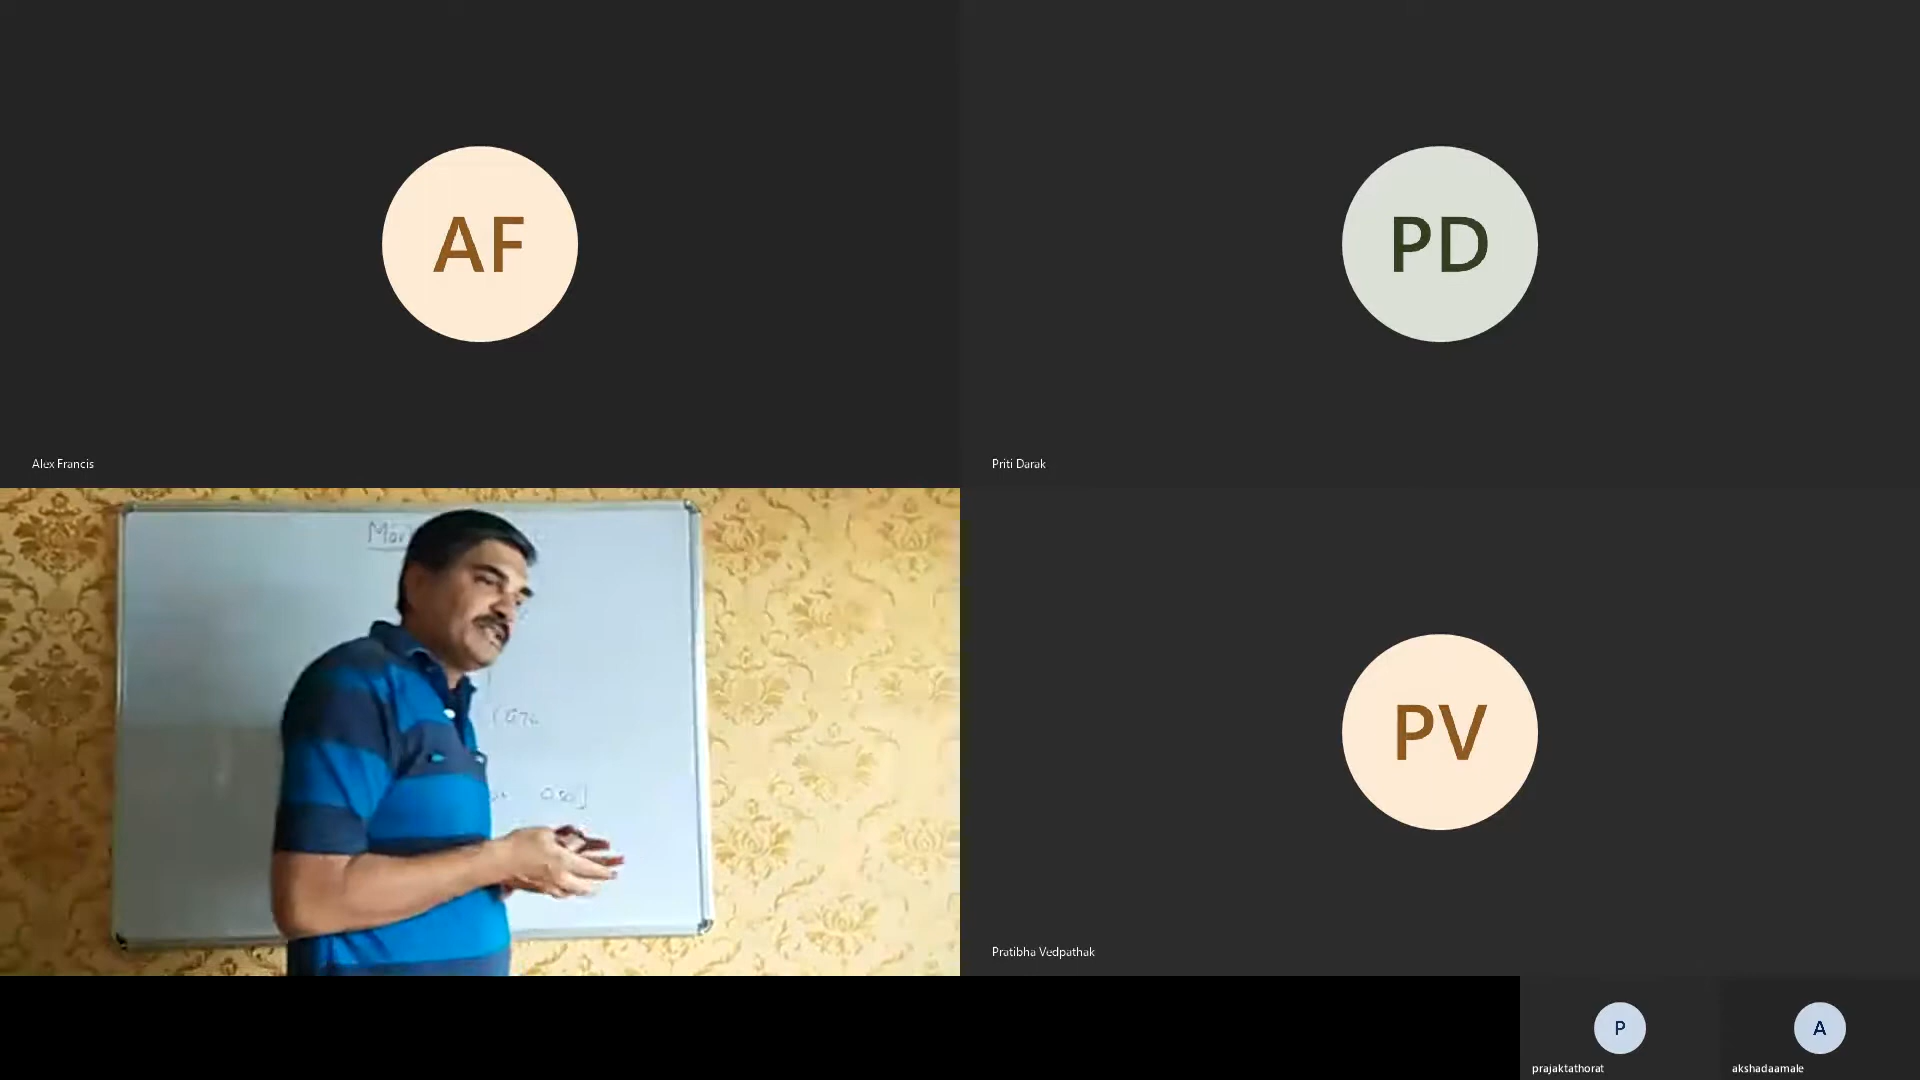 AF
PD
Alex Francis
Priti Darak
PV
Pratibha Vedpathak
P
A
prajaktathorat
akshadaamale